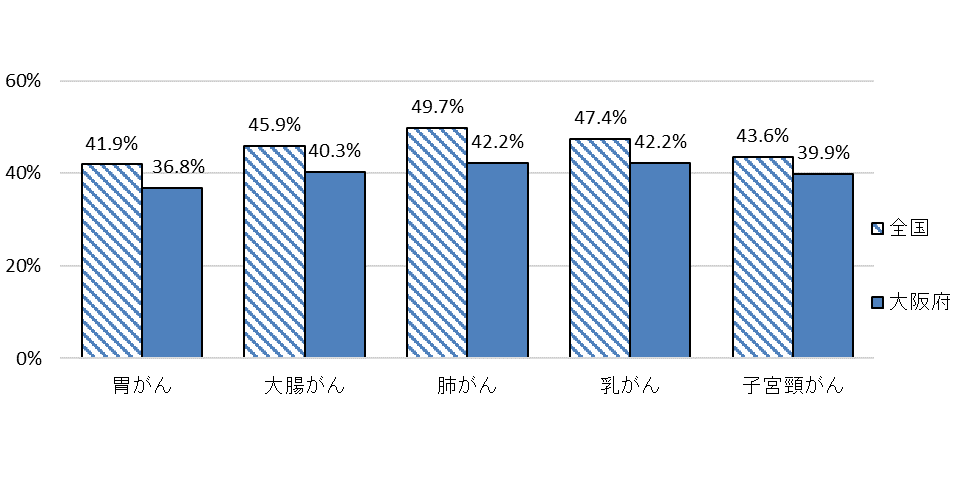 60%
40%
20%
0%
41.9%
36.8%
45.9%
40.3%
49.7%
42.2%
47.4%
42.2%
43.6%
39.9%
胃がん
大腸がん
肺がん
乳がん
子宮頸がん
全国
大阪府